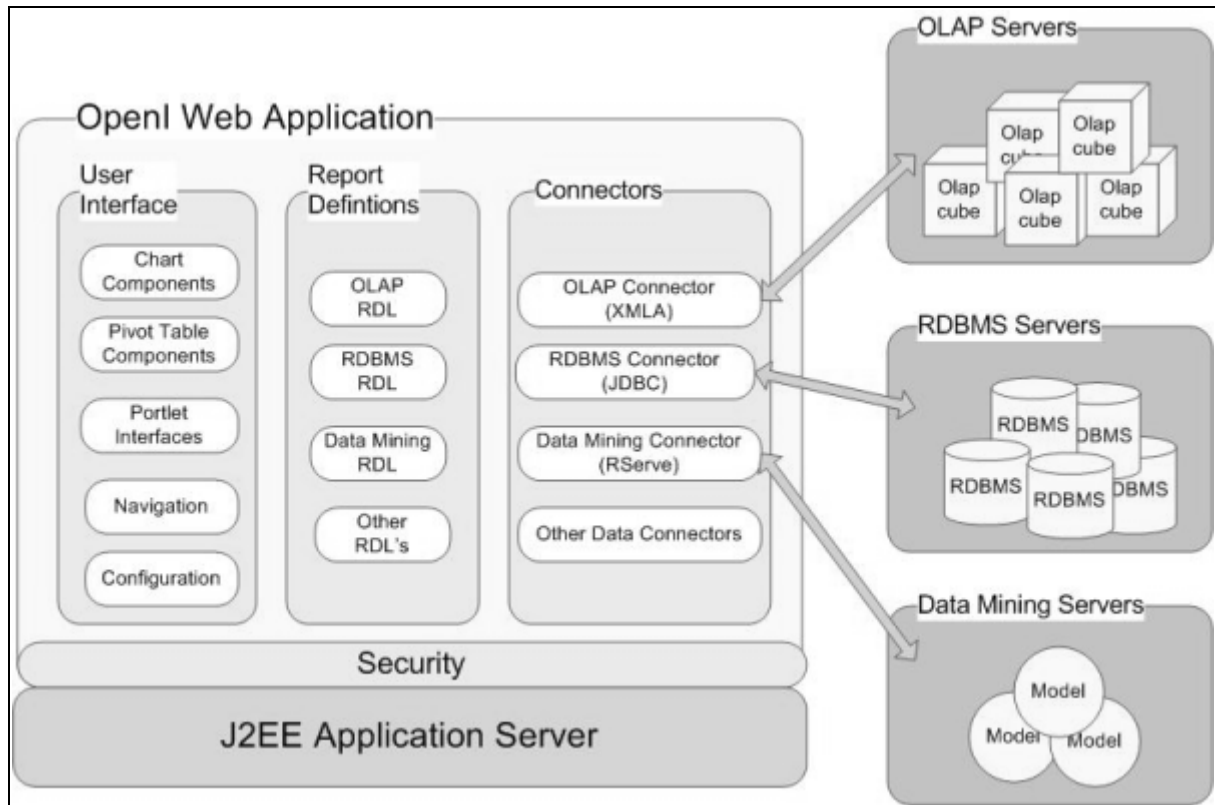 OpenI Web Application
User
Interface
Chart
Components
Pivot Table
Components
Portlet
Interfaces
Navigation
Configuration
Report
Defintions
OLAP
RDL
RDBMS
RDL
Data Mining
RDL
Other
RDL's
Connectors
OLAP Connector
(XMLA)
RDBMS Connector
(JDBC)
Data Mining Connector
(RServe)
Other Data Connectors
Security
J2EE Application Server
OLAP Servers
Olap
cube
Olap
cube
Olap
cube
Olap
cube
Olap
cube
RDBMS Servers
RDBMS
DBMS
RDBMS
RDBMS
DBMS
Data Mining Servers
Model
Model
Model